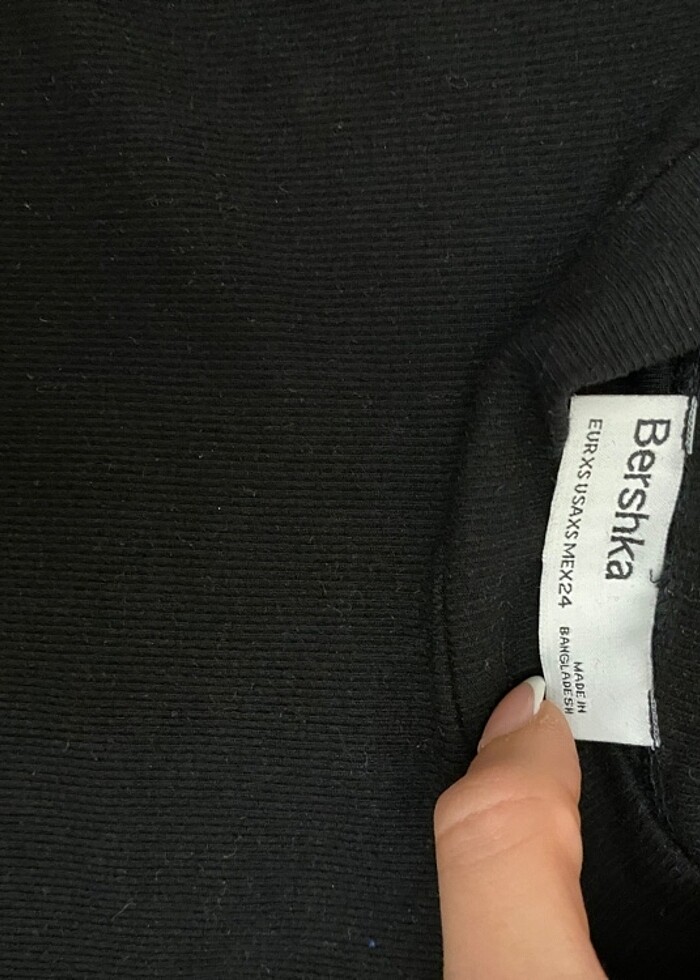 Bershka
EUR XS USA XS MEX 24
MADE IN
BANGLADESH